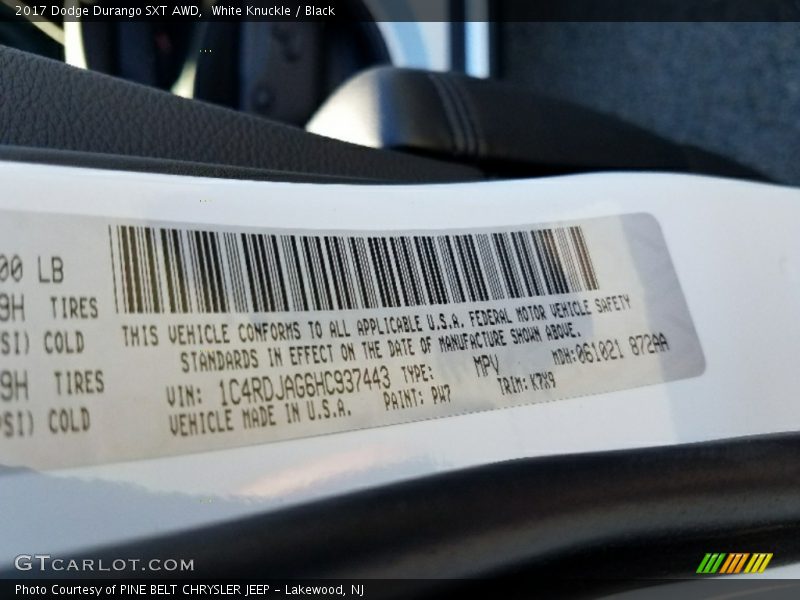 2017 Dodge Durango SXT AWD,  White Knuckle / Black
00 LB
9H TIRES
SI) COLD
9H TIRES
PSI) COLD
THIS VEHICLE CONFORMS TO ALL APPLICABLE U.S.A. FEDERAL MOTOR VEHICLE SAFETY
STANDARDS IN EFFECT ON THE DATE OF MANUFACTURE SHOWN ABOVE.
VIN: 1C4RDJAG6HC937443 TYPE: MPV MDH:061021 872AA
VEHICLE MADE IN U.S.A. PAINT: PW7 TRIM: K7X9
GTCARLOT.COM
Photo Courtesy of PINE BELT CHRYSLER JEEP - Lakewood, NJ